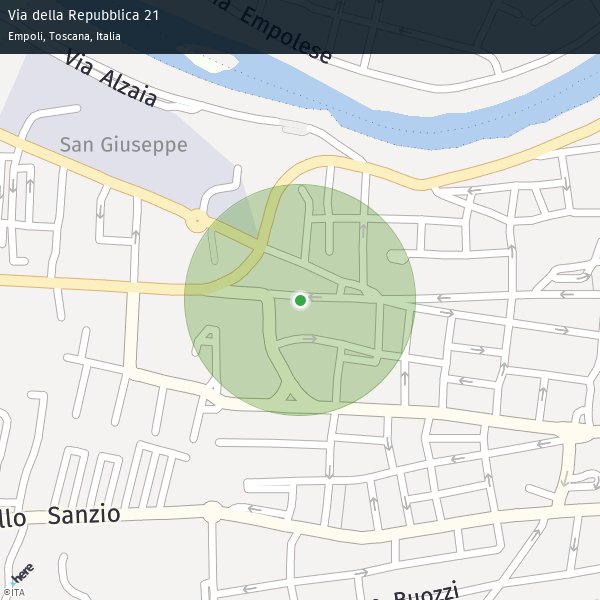 Via della Repubblica 21
Empoli, Toscana, Italia
Empolese
Via Alzaia
San Giuseppe
llo Sanzio
Buozzi
here
©ITA